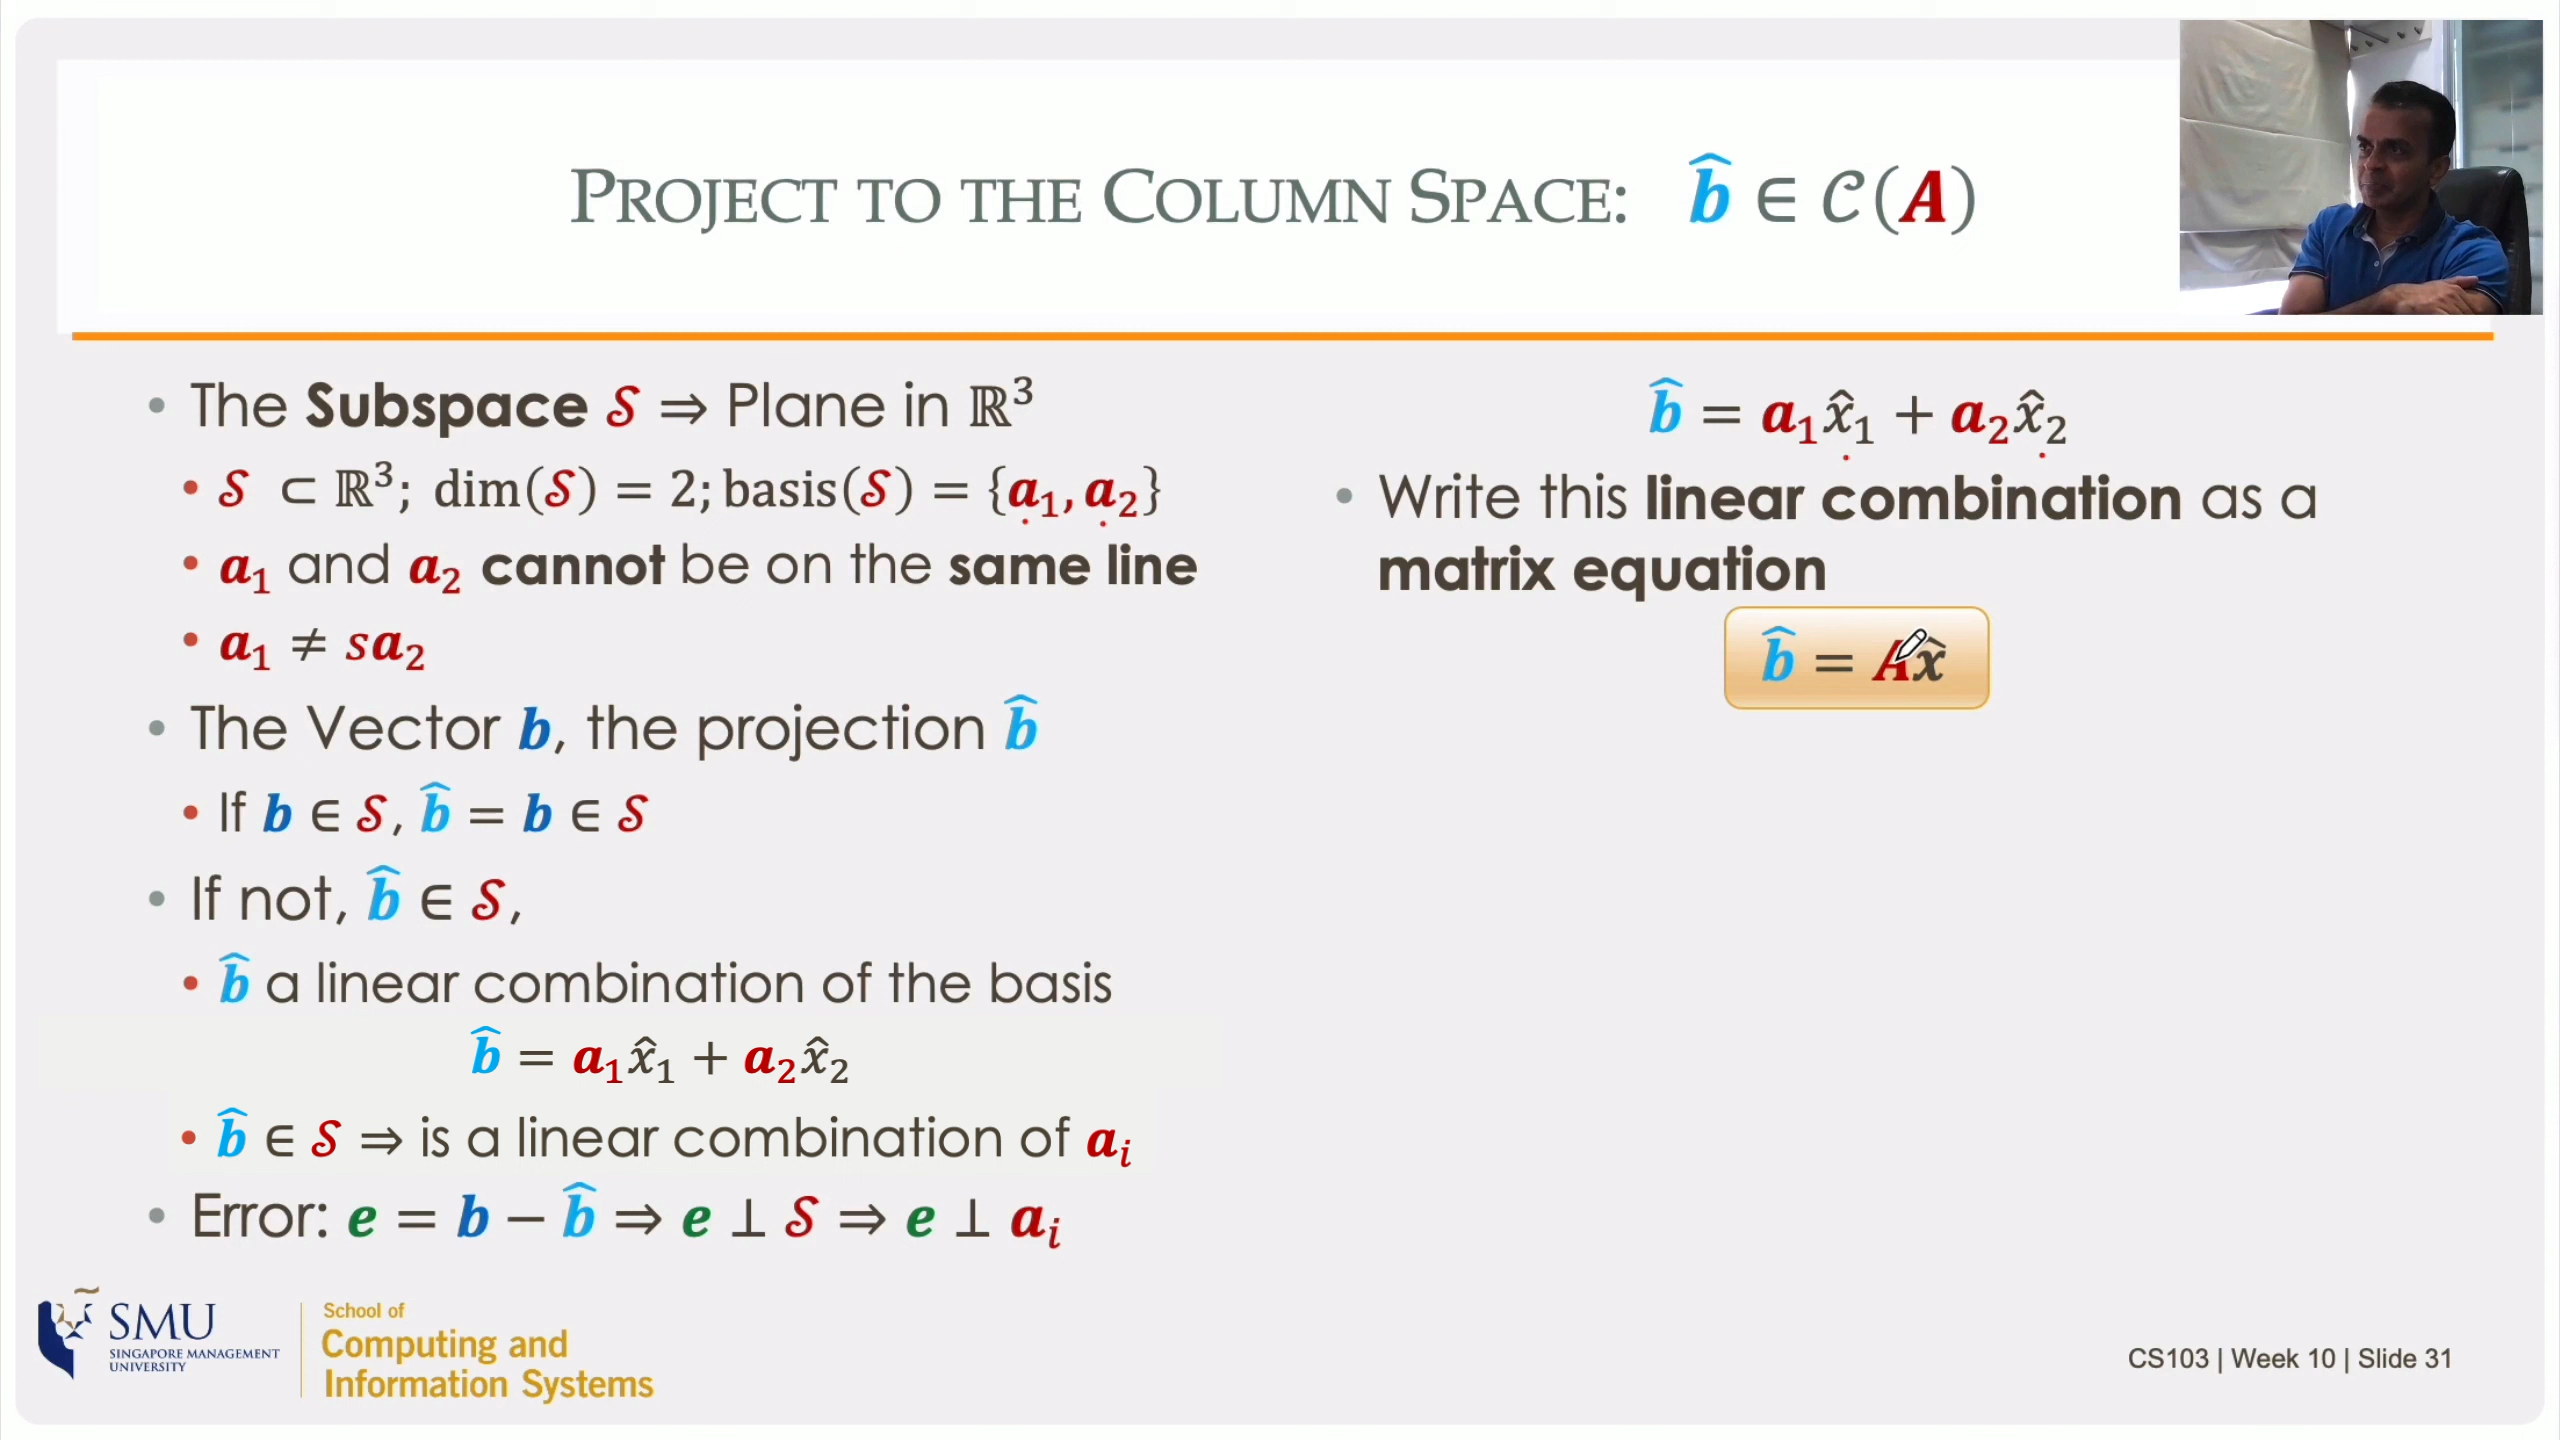 PROJECT TO THE COLUMN SPACE: b̂ ∈ 𝒞(A)
• The Subspace 𝒮 ⇒ Plane in ℝ³
• 𝒮 ⊂ ℝ³; dim(𝒮) = 2; basis(𝒮) = {a₁, a₂}
• a₁ and a₂ cannot be on the same line
• a₁ ≠ sa₂
• The Vector b, the projection b̂
• If b ∈ 𝒮, b̂ = b ∈ 𝒮
• If not, b̂ ∈ 𝒮,
• b̂ a linear combination of the basis
b̂ = a₁x̂₁ + a₂x̂₂
• b̂ ∈ 𝒮 ⇒ is a linear combination of aᵢ
• Error: e = b − b̂ ⇒ e ⊥ 𝒮 ⇒ e ⊥ aᵢ
b̂ = a₁x̂₁ + a₂x̂₂
• Write this linear combination as a
matrix equation
b̂ = Ax̂
SMU
SINGAPORE MANAGEMENT
UNIVERSITY
School of
Computing and
Information Systems
CS103 | Week 10 | Slide 31